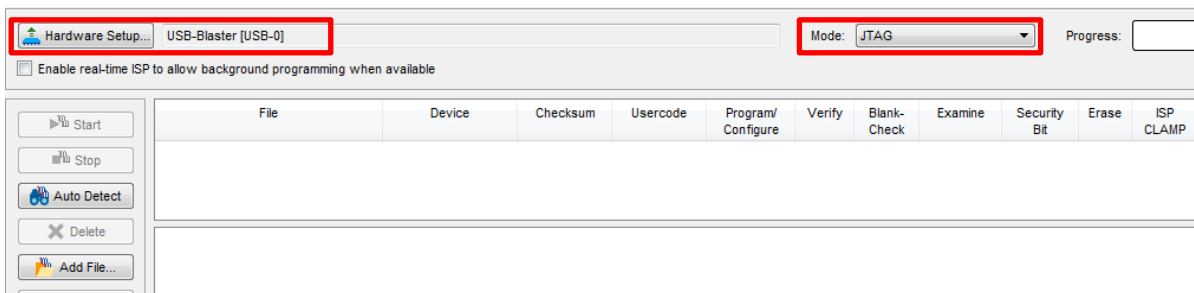 Hardware Setup... USB-Blaster [USB-0] Mode: JTAG Progress:
Enable real-time ISP to allow background programming when available
File Device Checksum Usercode Program/ Verify Blank- Examine Security Erase ISP
Configure Check Bit CLAMP
Start
Stop
Auto Detect
Delete
Add File...